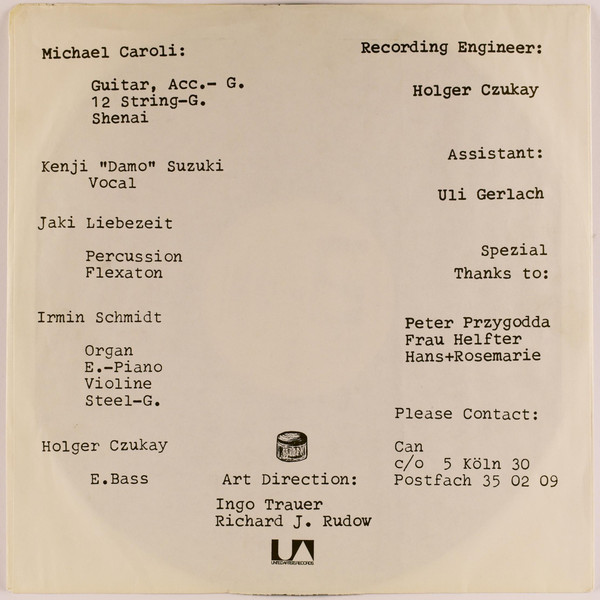 Michael Caroli:
Guitar, Acc.- G.
12 String-G.
Shenai
Kenji "Damo" Suzuki
Vocal
Jaki Liebezeit
Percussion
Flexaton
Irmin Schmidt
Organ
E.-Piano
Violine
Steel-G.
Holger Czukay
E.Bass
Recording Engineer:
Holger Czukay
Assistant:
Uli Gerlach
Spezial
Thanks to:
Peter Przygodda
Frau Helfter
Hans+Rosemarie
Please Contact:
Can
c/o 5 Köln 30
Postfach 35 02 09
Art Direction:
Ingo Trauer
Richard J. Rudow
UA
UNITED ARTISTS RECORDS